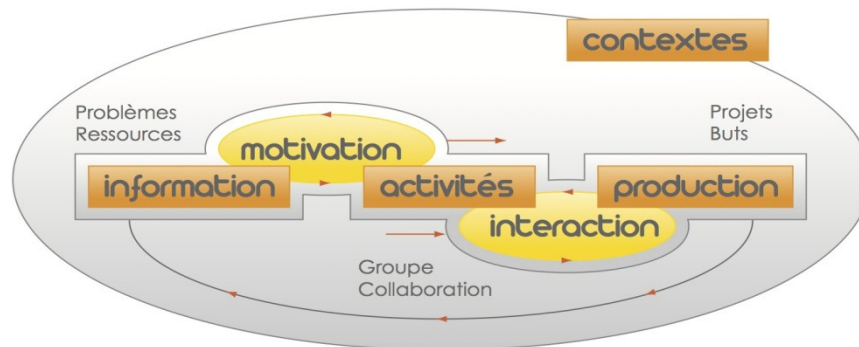 contextes
Problèmes
Ressources
Projets
Buts
motivation
information
activités
production
interaction
Groupe
Collaboration